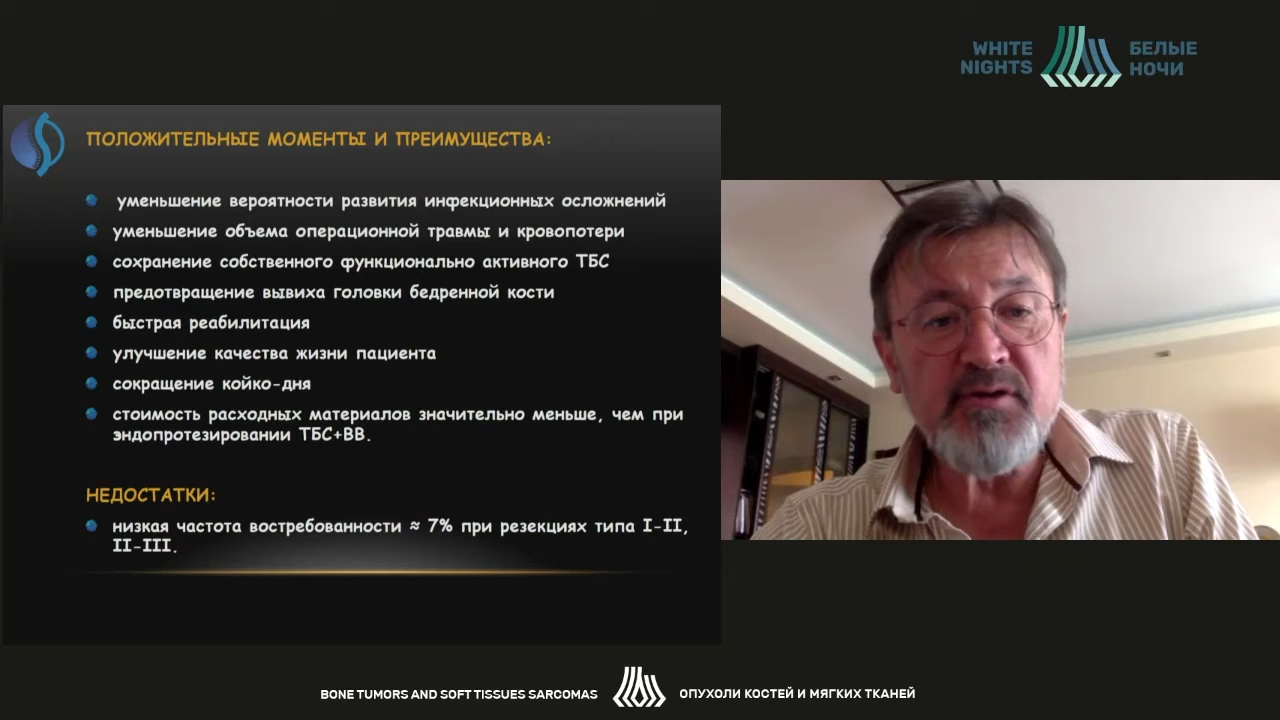 WHITE
NIGHTS
БЕЛЫЕ
НОЧИ
ПОЛОЖИТЕЛЬНЫЕ МОМЕНТЫ И ПРЕИМУЩЕСТВА:
уменьшение вероятности развития инфекционных осложнений
уменьшение объема операционной травмы и кровопотери
сохранение собственного функционально активного ТБС
предотвращение вывиха головки бедренной кости
быстрая реабилитация
улучшение качества жизни пациента
сокращение койко-дня
стоимость расходных материалов значительно меньше, чем при
эндопротезировании ТБС+ВВ.
НЕДОСТАТКИ:
низкая частота востребованности ≈ 7% при резекциях типа I-II,
II-III.
BONE TUMORS AND SOFT TISSUES SARCOMAS
ОПУХОЛИ КОСТЕЙ И МЯГКИХ ТКАНЕЙ